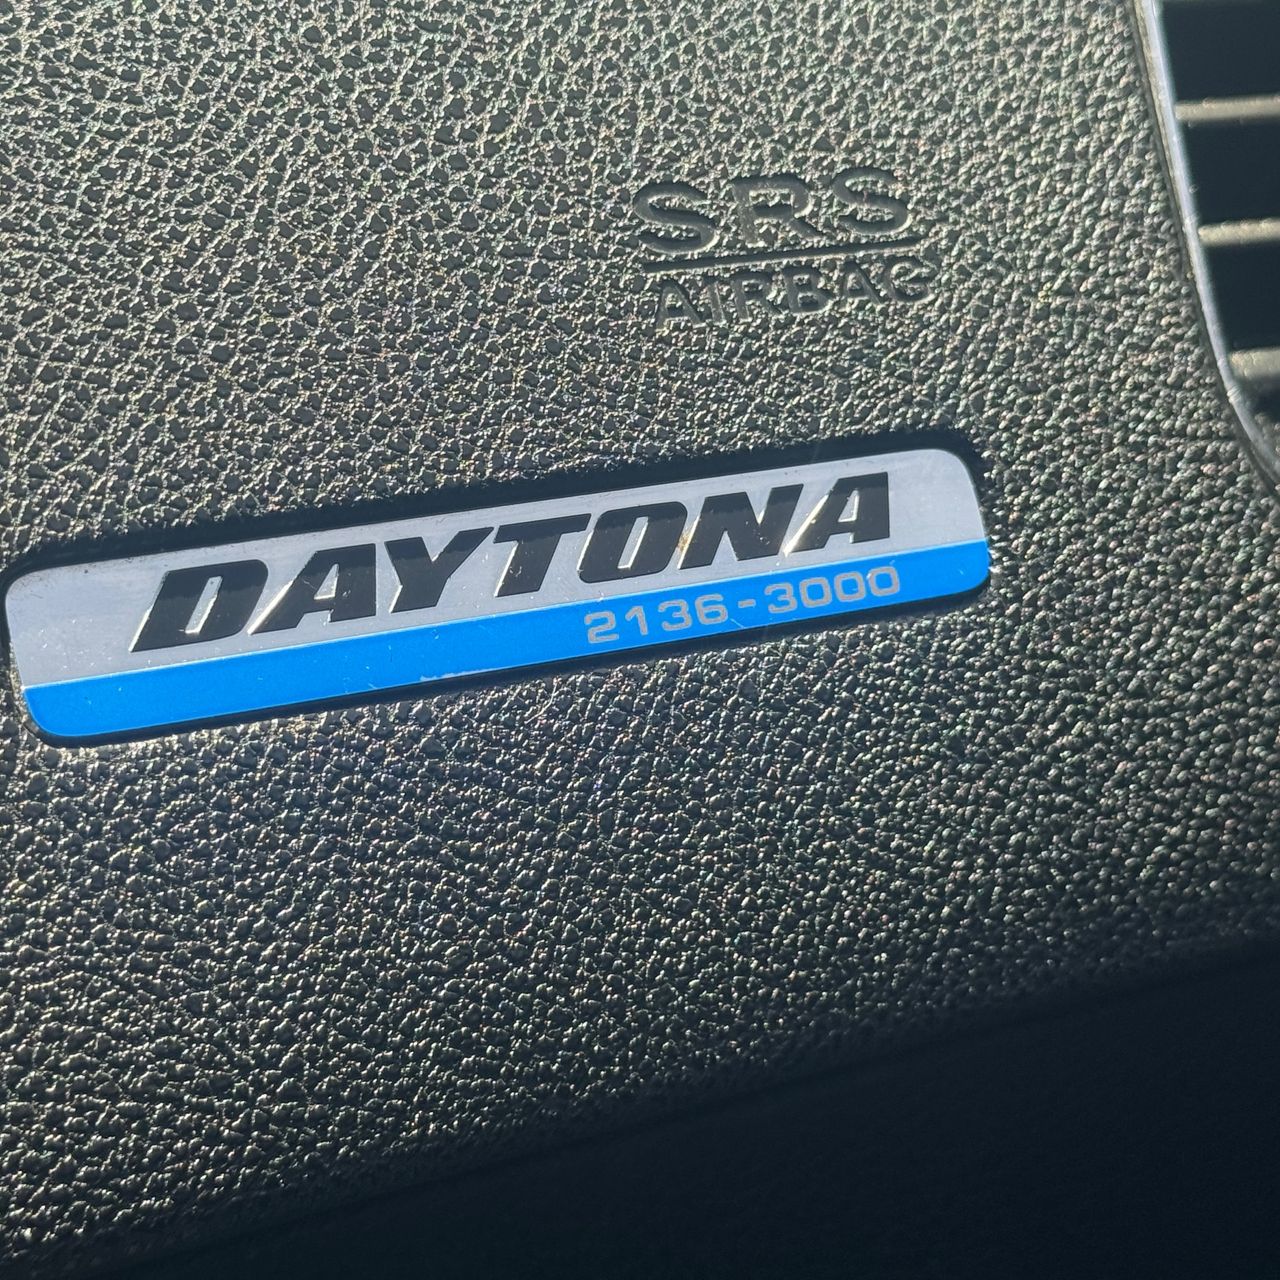 SRS
AIRBAG
DAYTONA
2136-3000